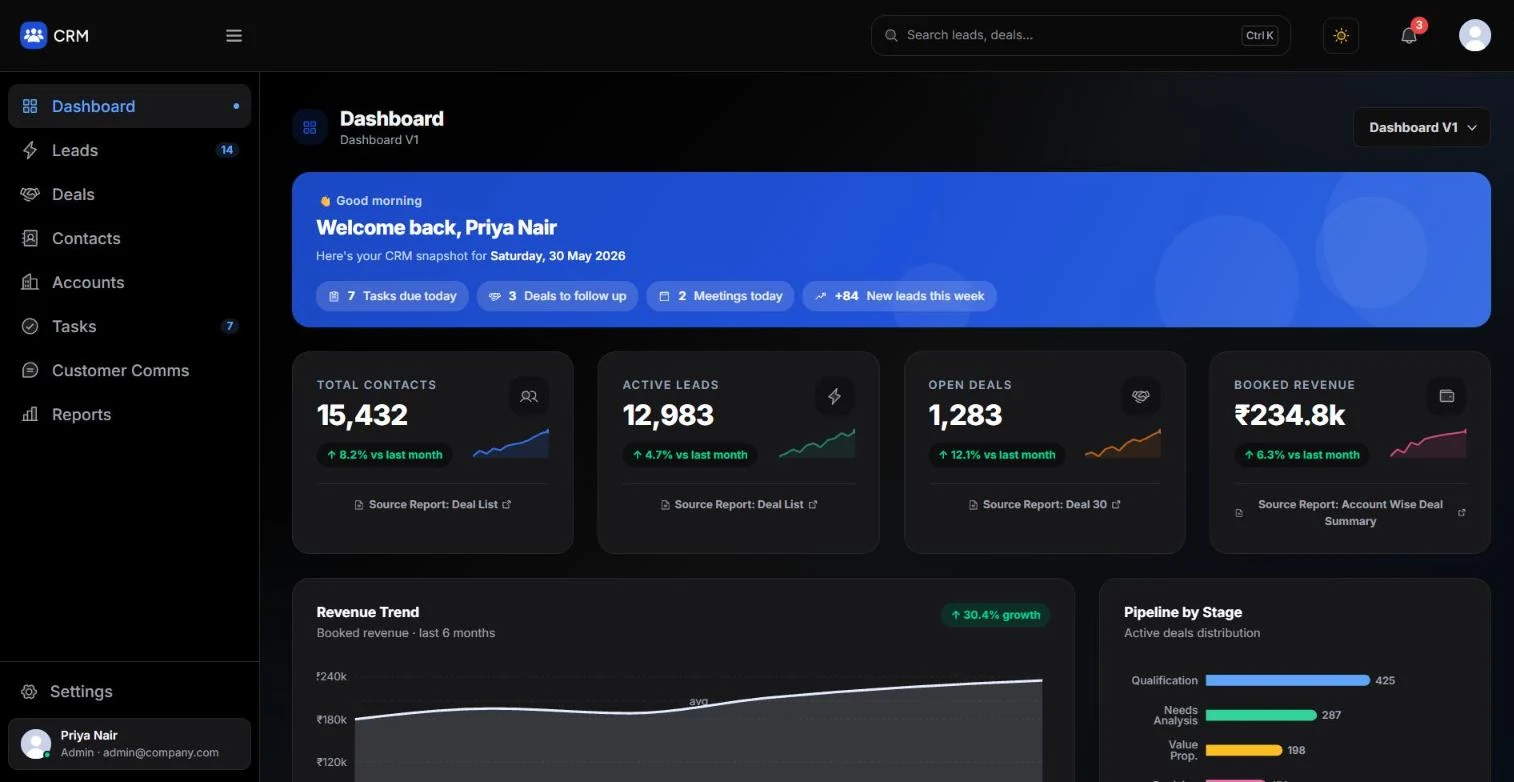 CRM
Search leads, deals...
Ctrl K
3
Dashboard
Leads
14
Deals
Contacts
Accounts
Tasks
7
Customer Comms
Reports
Settings
Priya Nair
Admin · admin@company.com
Dashboard
Dashboard V1
Dashboard V1
👋 Good morning
Welcome back, Priya Nair
Here's your CRM snapshot for Saturday, 30 May 2026
7 Tasks due today
3 Deals to follow up
2 Meetings today
+84 New leads this week
TOTAL CONTACTS
15,432
↑ 8.2% vs last month
Source Report: Deal List
ACTIVE LEADS
12,983
↑ 4.7% vs last month
Source Report: Deal List
OPEN DEALS
1,283
↑ 12.1% vs last month
Source Report: Deal 30
BOOKED REVENUE
₹234.8k
↑ 6.3% vs last month
Source Report: Account Wise Deal
Summary
Revenue Trend
Booked revenue · last 6 months
↑ 30.4% growth
₹240k
avg
₹180k
₹120k
Pipeline by Stage
Active deals distribution
Qualification
425
Needs
Analysis
287
Value
Prop.
198